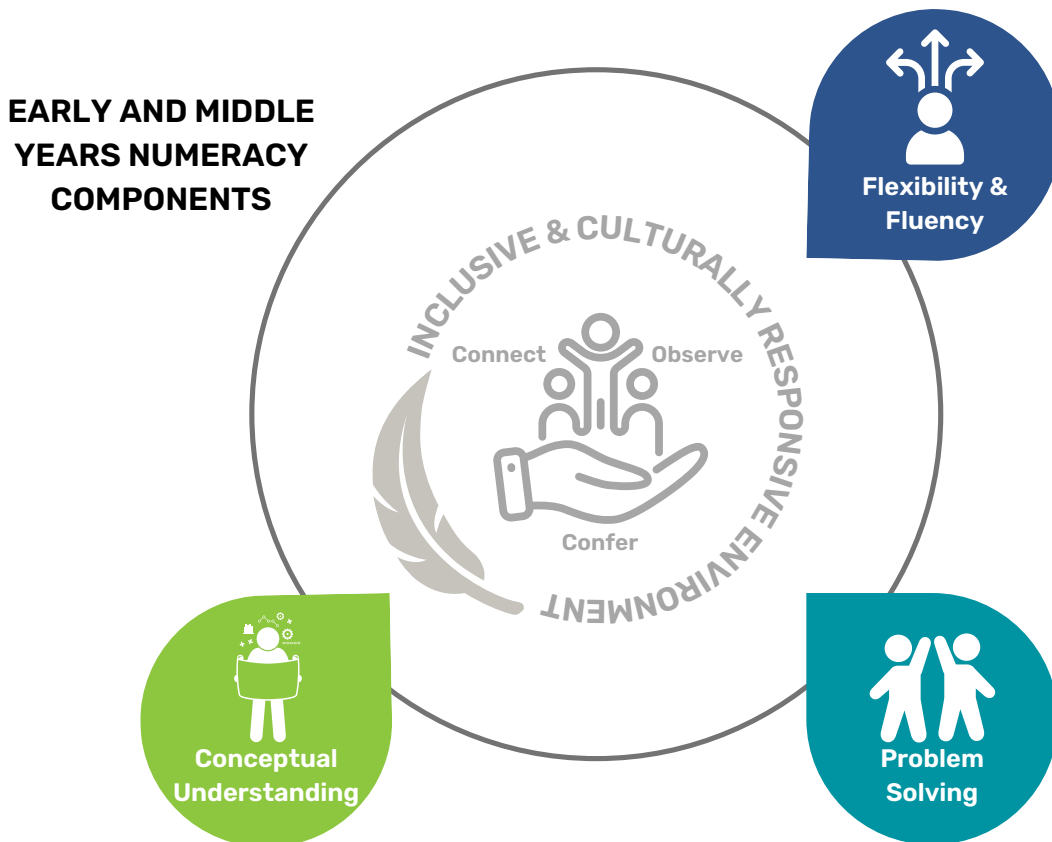 EARLY AND MIDDLE
YEARS NUMERACY
COMPONENTS
Flexibility &
Fluency
INCLUSIVE & CULTURALLY RESPONSIVE ENVIRONMENT
Connect
Observe
Confer
Conceptual
Understanding
Problem
Solving